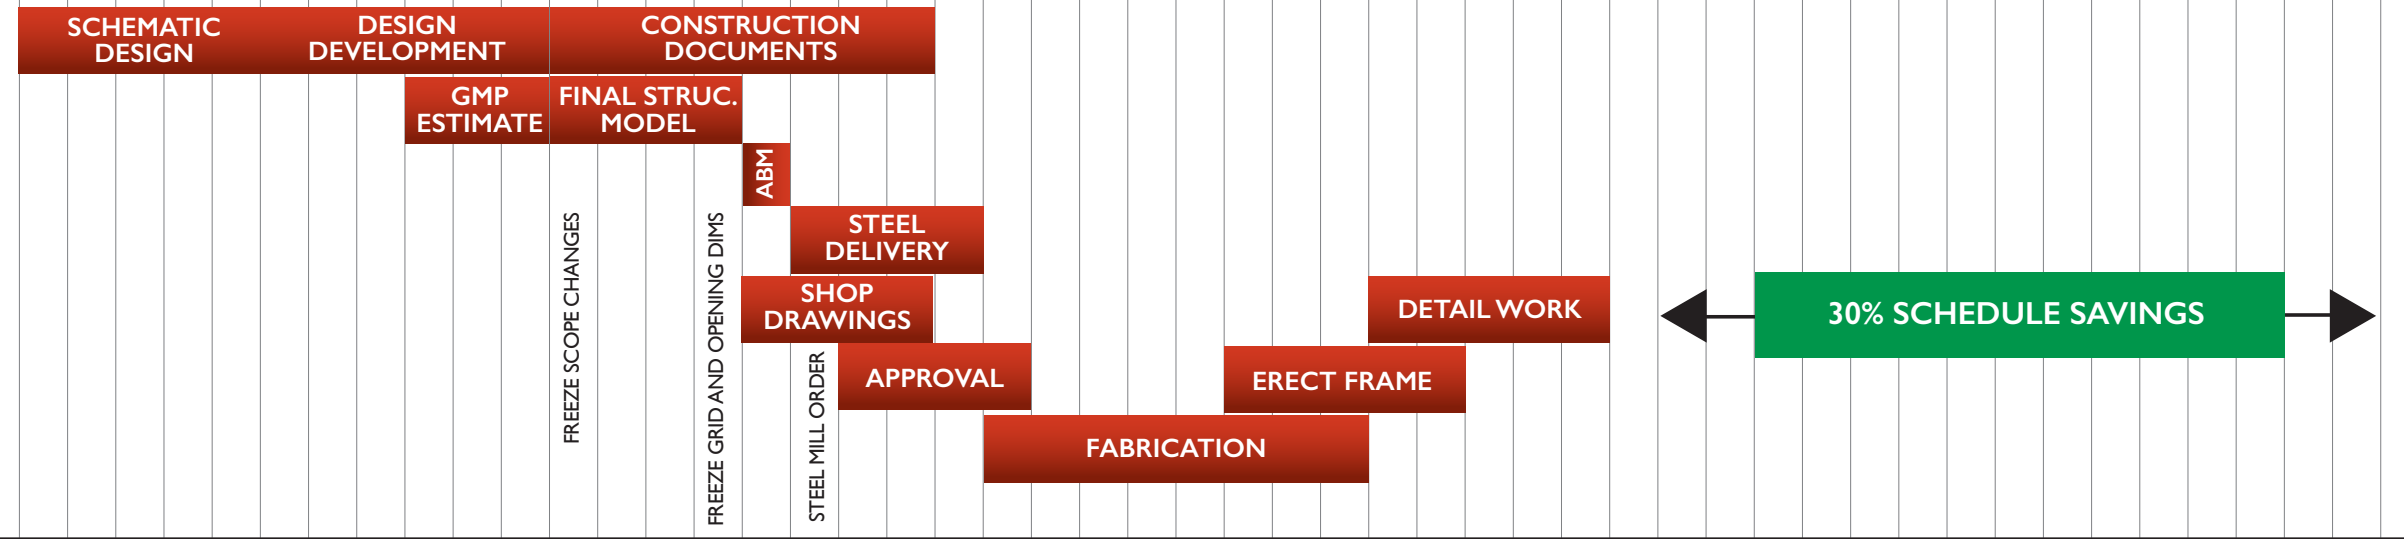 SCHEMATIC
DESIGN
DESIGN
DEVELOPMENT
CONSTRUCTION
DOCUMENTS
GMP
ESTIMATE
FINAL STRUC.
MODEL
ABM
STEEL
DELIVERY
FREEZE SCOPE CHANGES
FREEZE GRID AND OPENING DIMS
SHOP
DRAWINGS
DETAIL WORK
30% SCHEDULE SAVINGS
STEEL MILL ORDER
APPROVAL
ERECT FRAME
FABRICATION